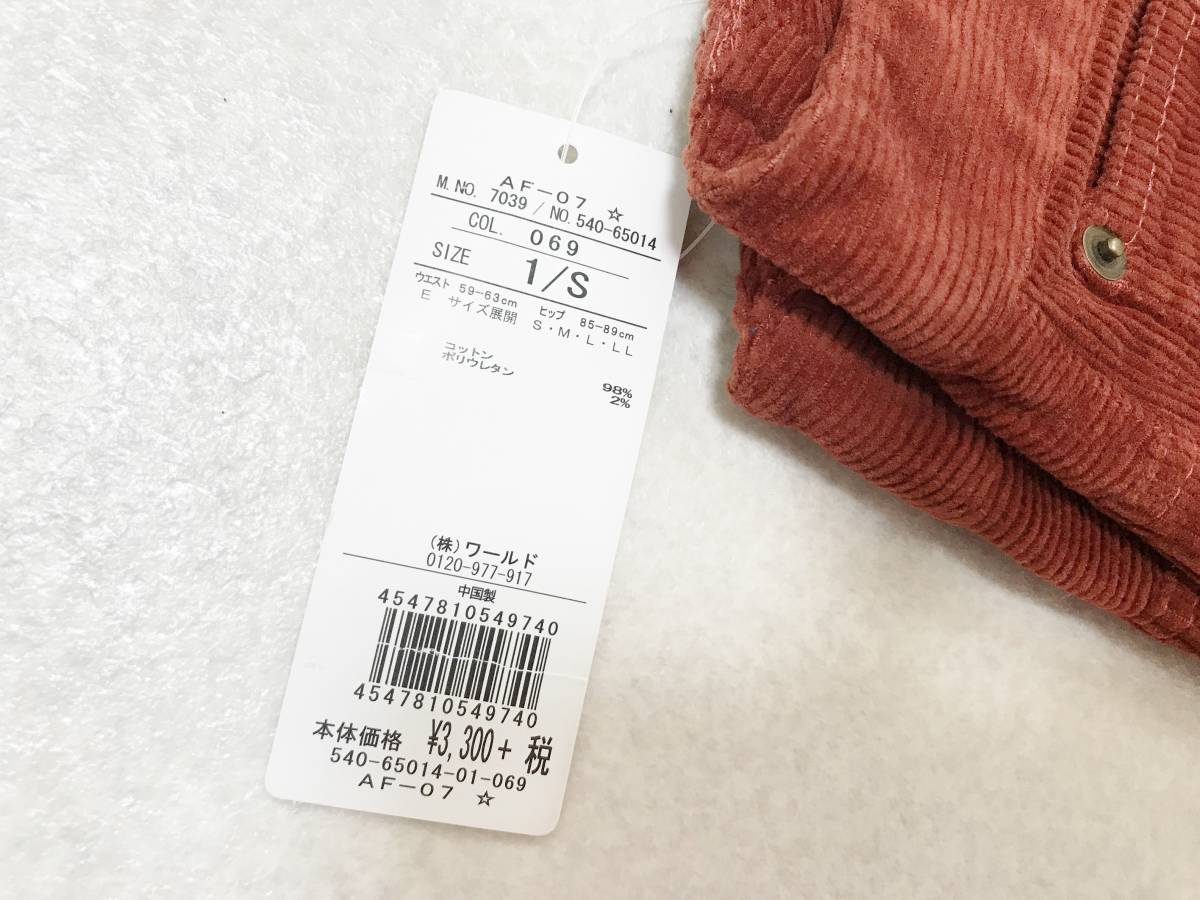 AF-07 ☆
M.NO. 7039 / NO. 540-65014
COL. 069
SIZE 1/S
ウエスト 59-63cm ヒップ 85-89cm
E サイズ展開 S・M・L・LL
コットン 98%
ポリウレタン 2%
(株)ワールド
0120-977-917
中国製
4547810549740
4547810549740
本体価格 ¥3,300+ 税
540-65014-01-069
AF-07 ☆